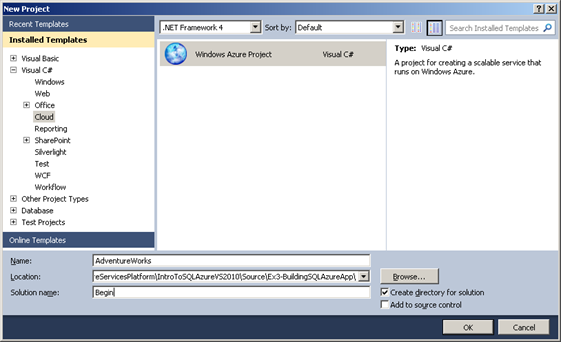 New Project
Recent Templates
.NET Framework 4 Sort by: Default Search Installed Templates
Installed Templates
Visual Basic
Visual C#
Windows
Web
Office
Cloud
Reporting
SharePoint
Silverlight
Test
WCF
Workflow
Other Project Types
Database
Test Projects
Online Templates
Windows Azure Project Visual C#
Type: Visual C#
A project for creating a scalable service that
runs on Windows Azure.
Name: AdventureWorks
Location: eServicesPlatform\IntroToSQLAzureVS2010\Source\Ex3-BuildingSQLAzureApp\ Browse...
Solution name: Begin
Create directory for solution
Add to source control
OK Cancel